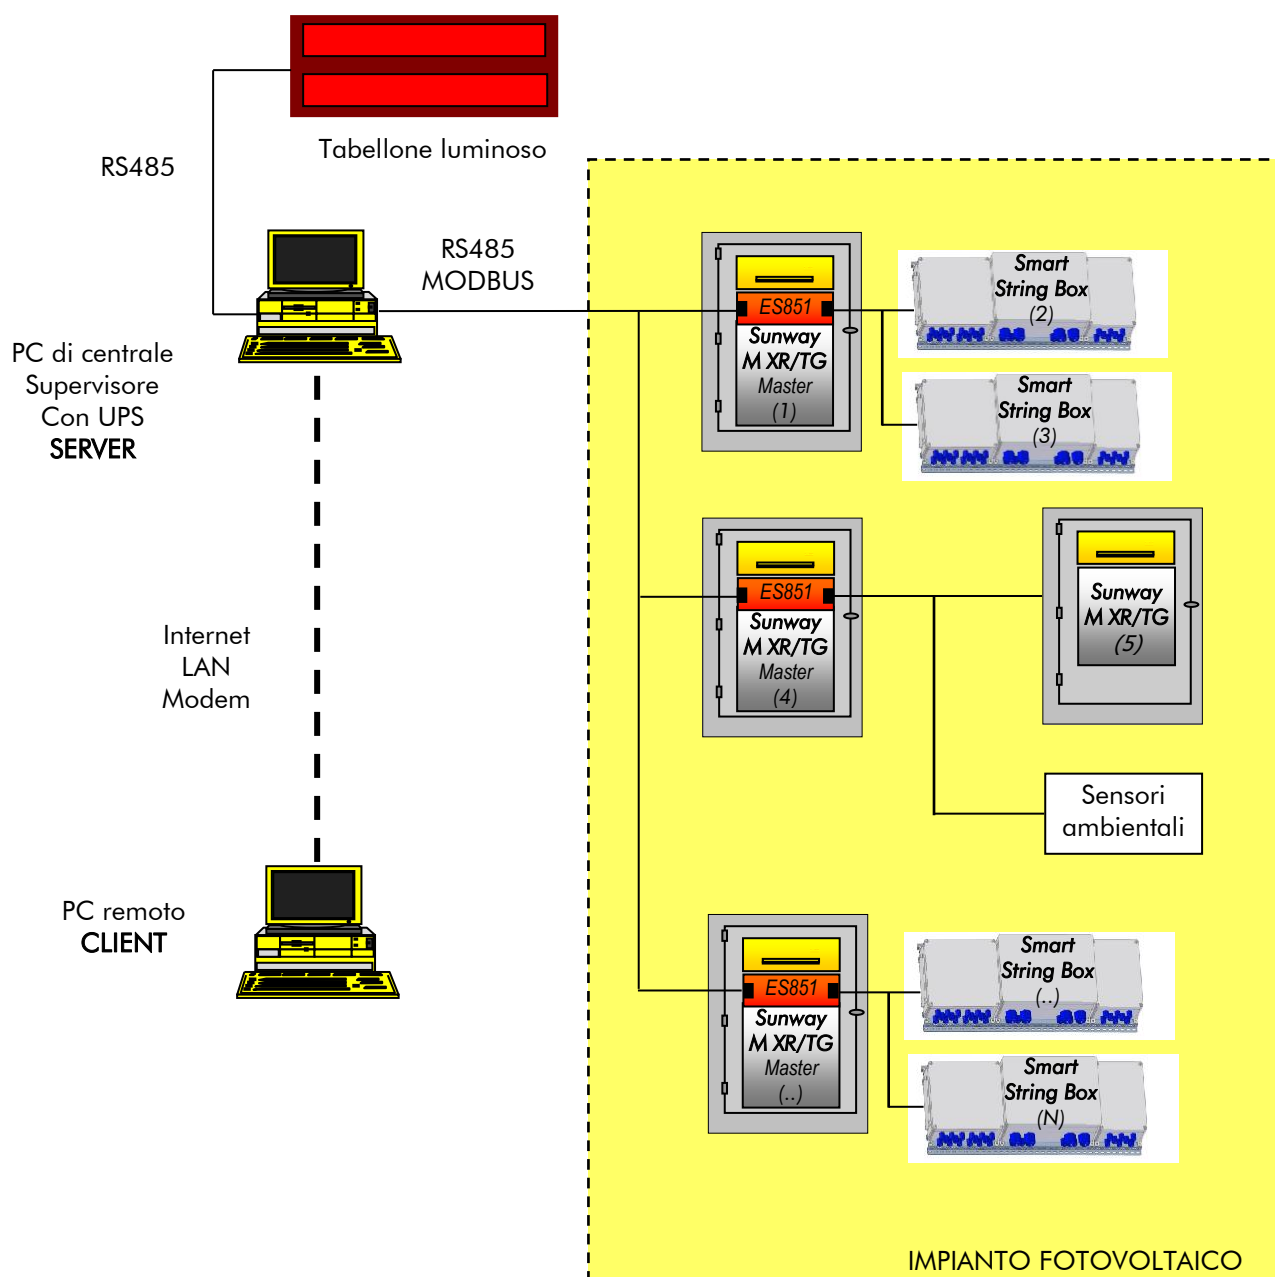 Tabellone luminoso
RS485
RS485
MODBUS
PC di centrale
Supervisore
Con UPS
SERVER
Internet
LAN
Modem
PC remoto
CLIENT
ES851
Sunway
M XR/TG
Master
(1)
Smart
String Box
(2)
Smart
String Box
(3)
ES851
Sunway
M XR/TG
Master
(4)
Sunway
M XR/TG
(5)
Sensori
ambientali
ES851
Sunway
M XR/TG
Master
(..)
Smart
String Box
(..)
Smart
String Box
(N)
IMPIANTO FOTOVOLTAICO